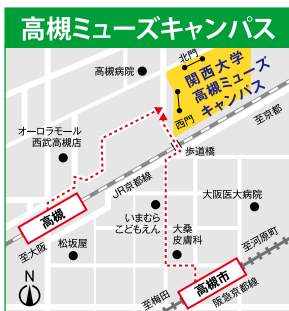 高槻ミューズキャンパス
北門
高槻病院
関西大学
高槻ミューズ
キャンパス
西門
至京都
オーロラモール
西武高槻店
歩道橋
JR京都線
高槻
大阪医大病院
いまむら
こどもえん
至大阪
松坂屋
大桑
皮膚科
至河原町
高槻市
至梅田
阪急京都線
N